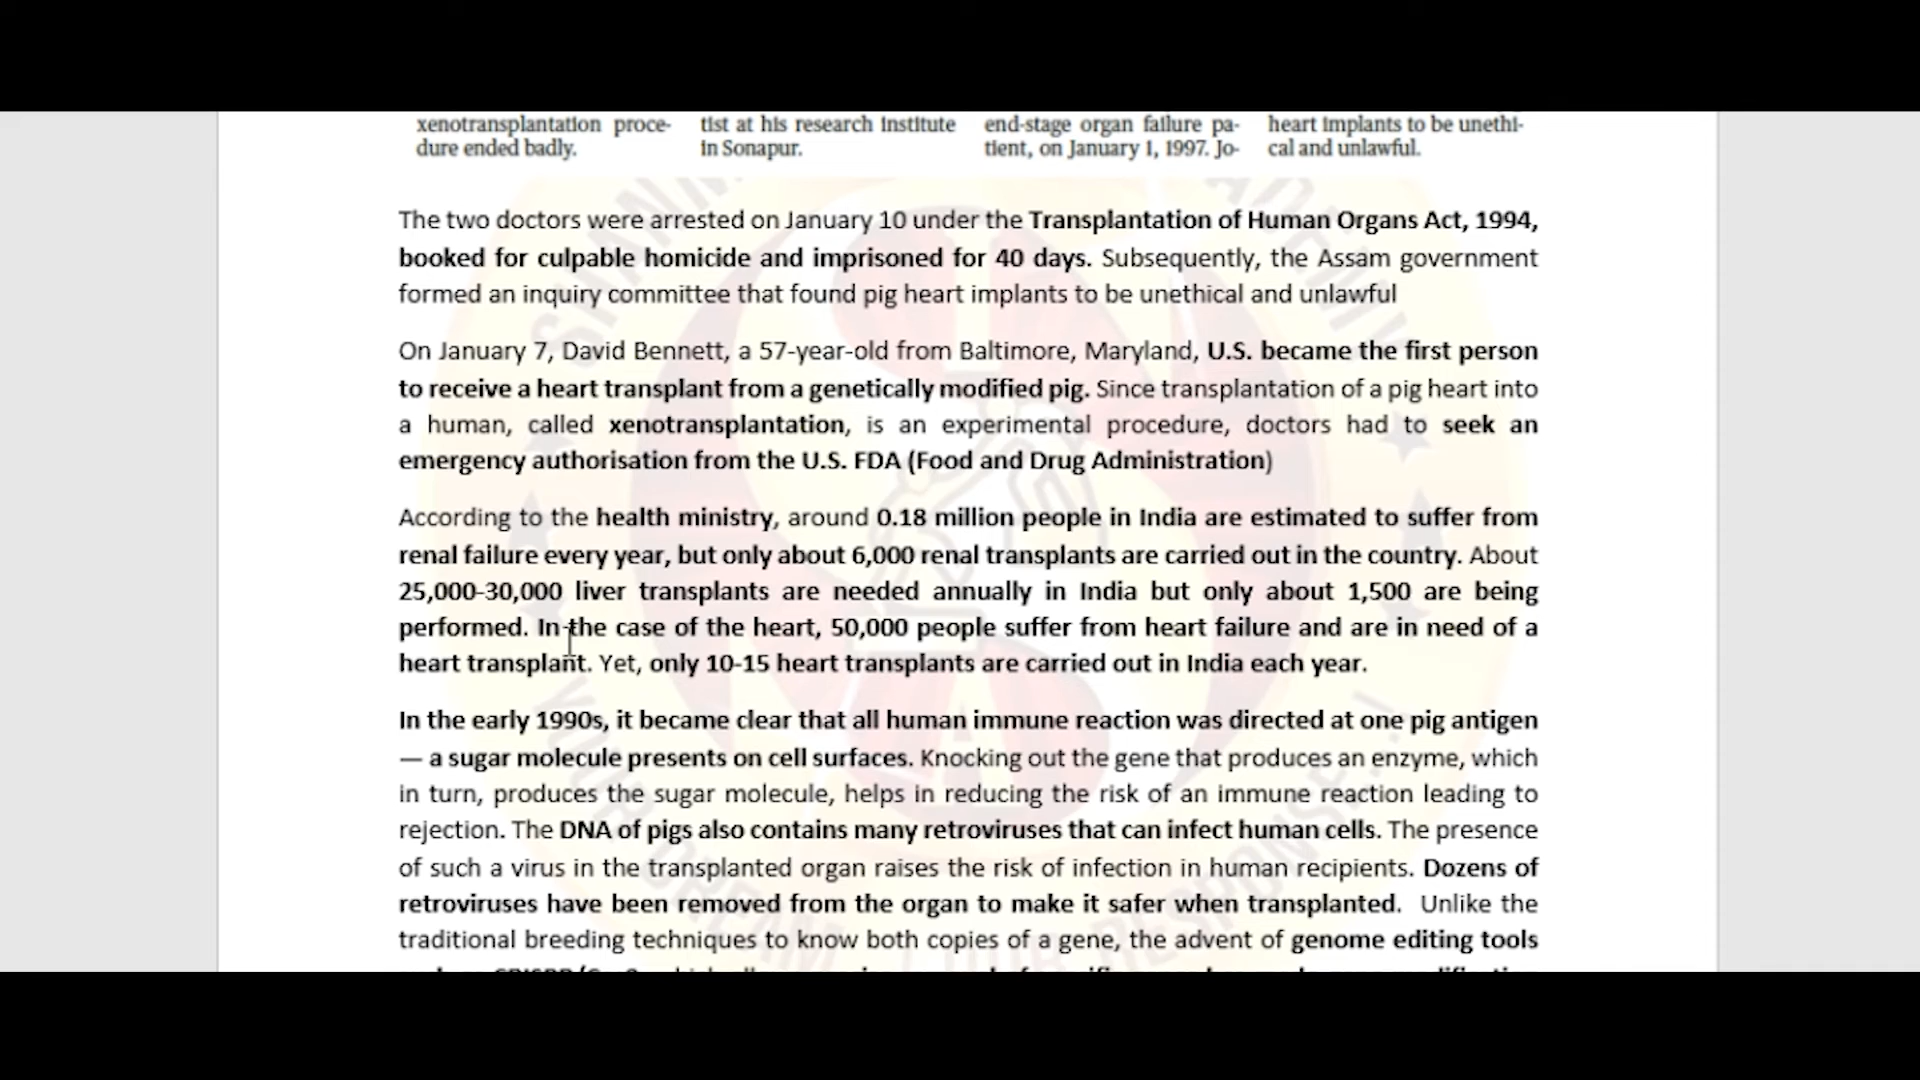 xenotransplantation proce-
dure ended badly.
tist at his research institute
in Sonapur.
end-stage organ failure pa-
tient, on January 1, 1997. Jo-
heart implants to be unethi-
cal and unlawful.
The two doctors were arrested on January 10 under the Transplantation of Human Organs Act, 1994,
booked for culpable homicide and imprisoned for 40 days. Subsequently, the Assam government
formed an inquiry committee that found pig heart implants to be unethical and unlawful
On January 7, David Bennett, a 57-year-old from Baltimore, Maryland, U.S. became the first person
to receive a heart transplant from a genetically modified pig. Since transplantation of a pig heart into
a human, called xenotransplantation, is an experimental procedure, doctors had to seek an
emergency authorisation from the U.S. FDA (Food and Drug Administration)
According to the health ministry, around 0.18 million people in India are estimated to suffer from
renal failure every year, but only about 6,000 renal transplants are carried out in the country. About
25,000-30,000 liver transplants are needed annually in India but only about 1,500 are being
performed. In the case of the heart, 50,000 people suffer from heart failure and are in need of a
heart transplant. Yet, only 10-15 heart transplants are carried out in India each year.
In the early 1990s, it became clear that all human immune reaction was directed at one pig antigen
— a sugar molecule presents on cell surfaces. Knocking out the gene that produces an enzyme, which
in turn, produces the sugar molecule, helps in reducing the risk of an immune reaction leading to
rejection. The DNA of pigs also contains many retroviruses that can infect human cells. The presence
of such a virus in the transplanted organ raises the risk of infection in human recipients. Dozens of
retroviruses have been removed from the organ to make it safer when transplanted. Unlike the
traditional breeding techniques to know both copies of a gene, the advent of genome editing tools